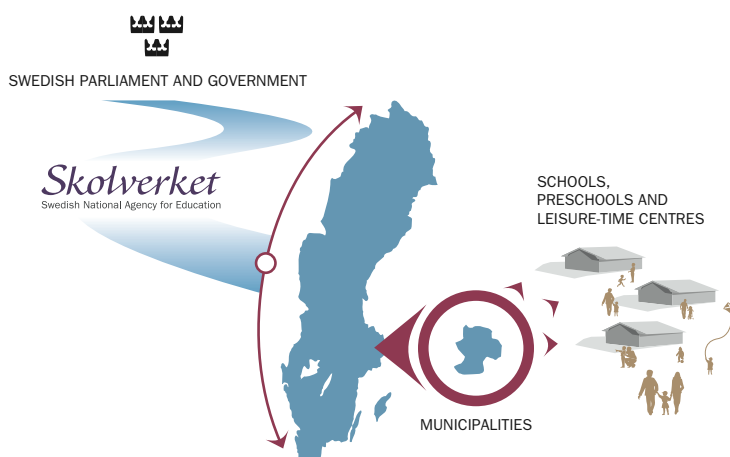 SWEDISH PARLIAMENT AND GOVERNMENT
Skolverket
Swedish National Agency for Education
SCHOOLS,
PRESCHOOLS AND
LEISURE-TIME CENTRES
MUNICIPALITIES